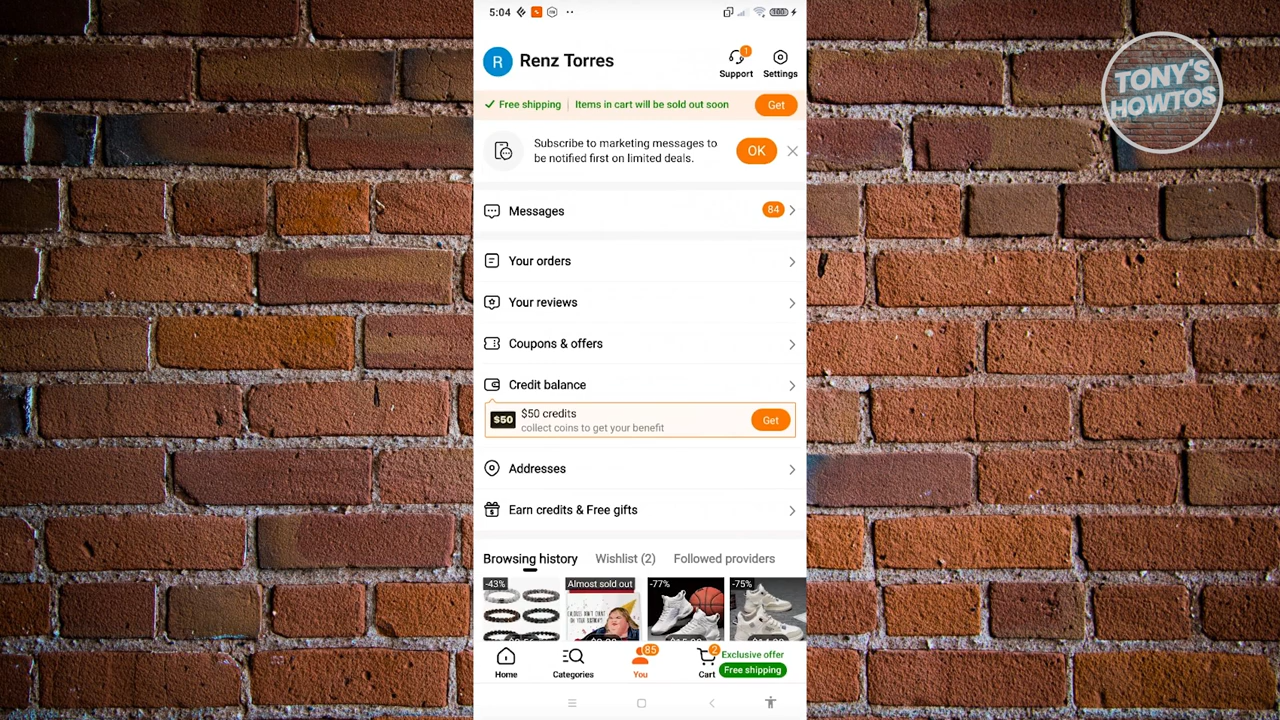 5:04
100
TONY'S
HOWTOS
R
Renz Torres
1
Support
Settings
Free shipping | Items in cart will be sold out soon
Get
Subscribe to marketing messages to
be notified first on limited deals.
OK
Messages
84
Your orders
Your reviews
Coupons & offers
Credit balance
$50
$50 credits
collect coins to get your benefit
Get
Addresses
Earn credits & Free gifts
Browsing history
Wishlist (2)
Followed providers
-43%
Almost sold out
-77%
-75%
Home
Categories
85
You
2
Cart
Exclusive offer
Free shipping